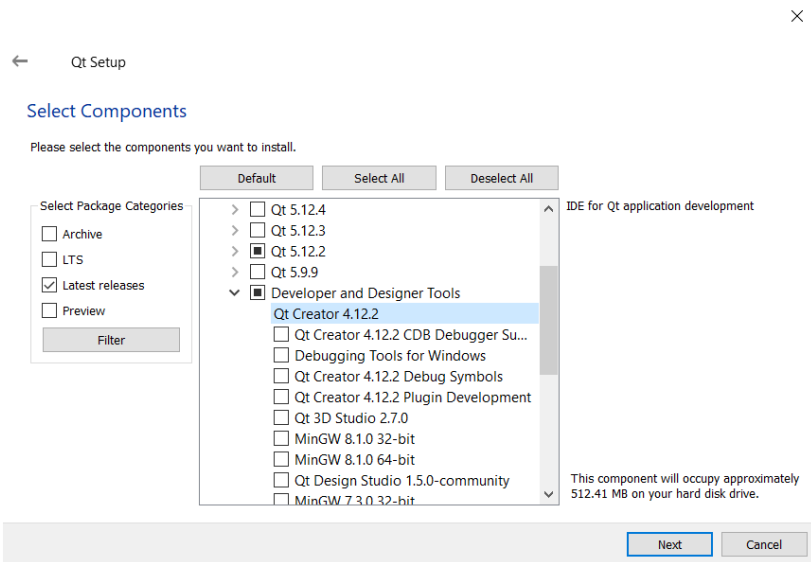 Qt Setup
Select Components
Please select the components you want to install.
Default
Select All
Deselect All
Select Package Categories
Archive
LTS
Latest releases
Preview
Filter
Qt 5.12.4
Qt 5.12.3
Qt 5.12.2
Qt 5.9.9
Developer and Designer Tools
Qt Creator 4.12.2
Qt Creator 4.12.2 CDB Debugger Su...
Debugging Tools for Windows
Qt Creator 4.12.2 Debug Symbols
Qt Creator 4.12.2 Plugin Development
Qt 3D Studio 2.7.0
MinGW 8.1.0 32-bit
MinGW 8.1.0 64-bit
Qt Design Studio 1.5.0-community
MinGW 7.3.0 32-bit
IDE for Qt application development
This component will occupy approximately
512.41 MB on your hard disk drive.
Next
Cancel